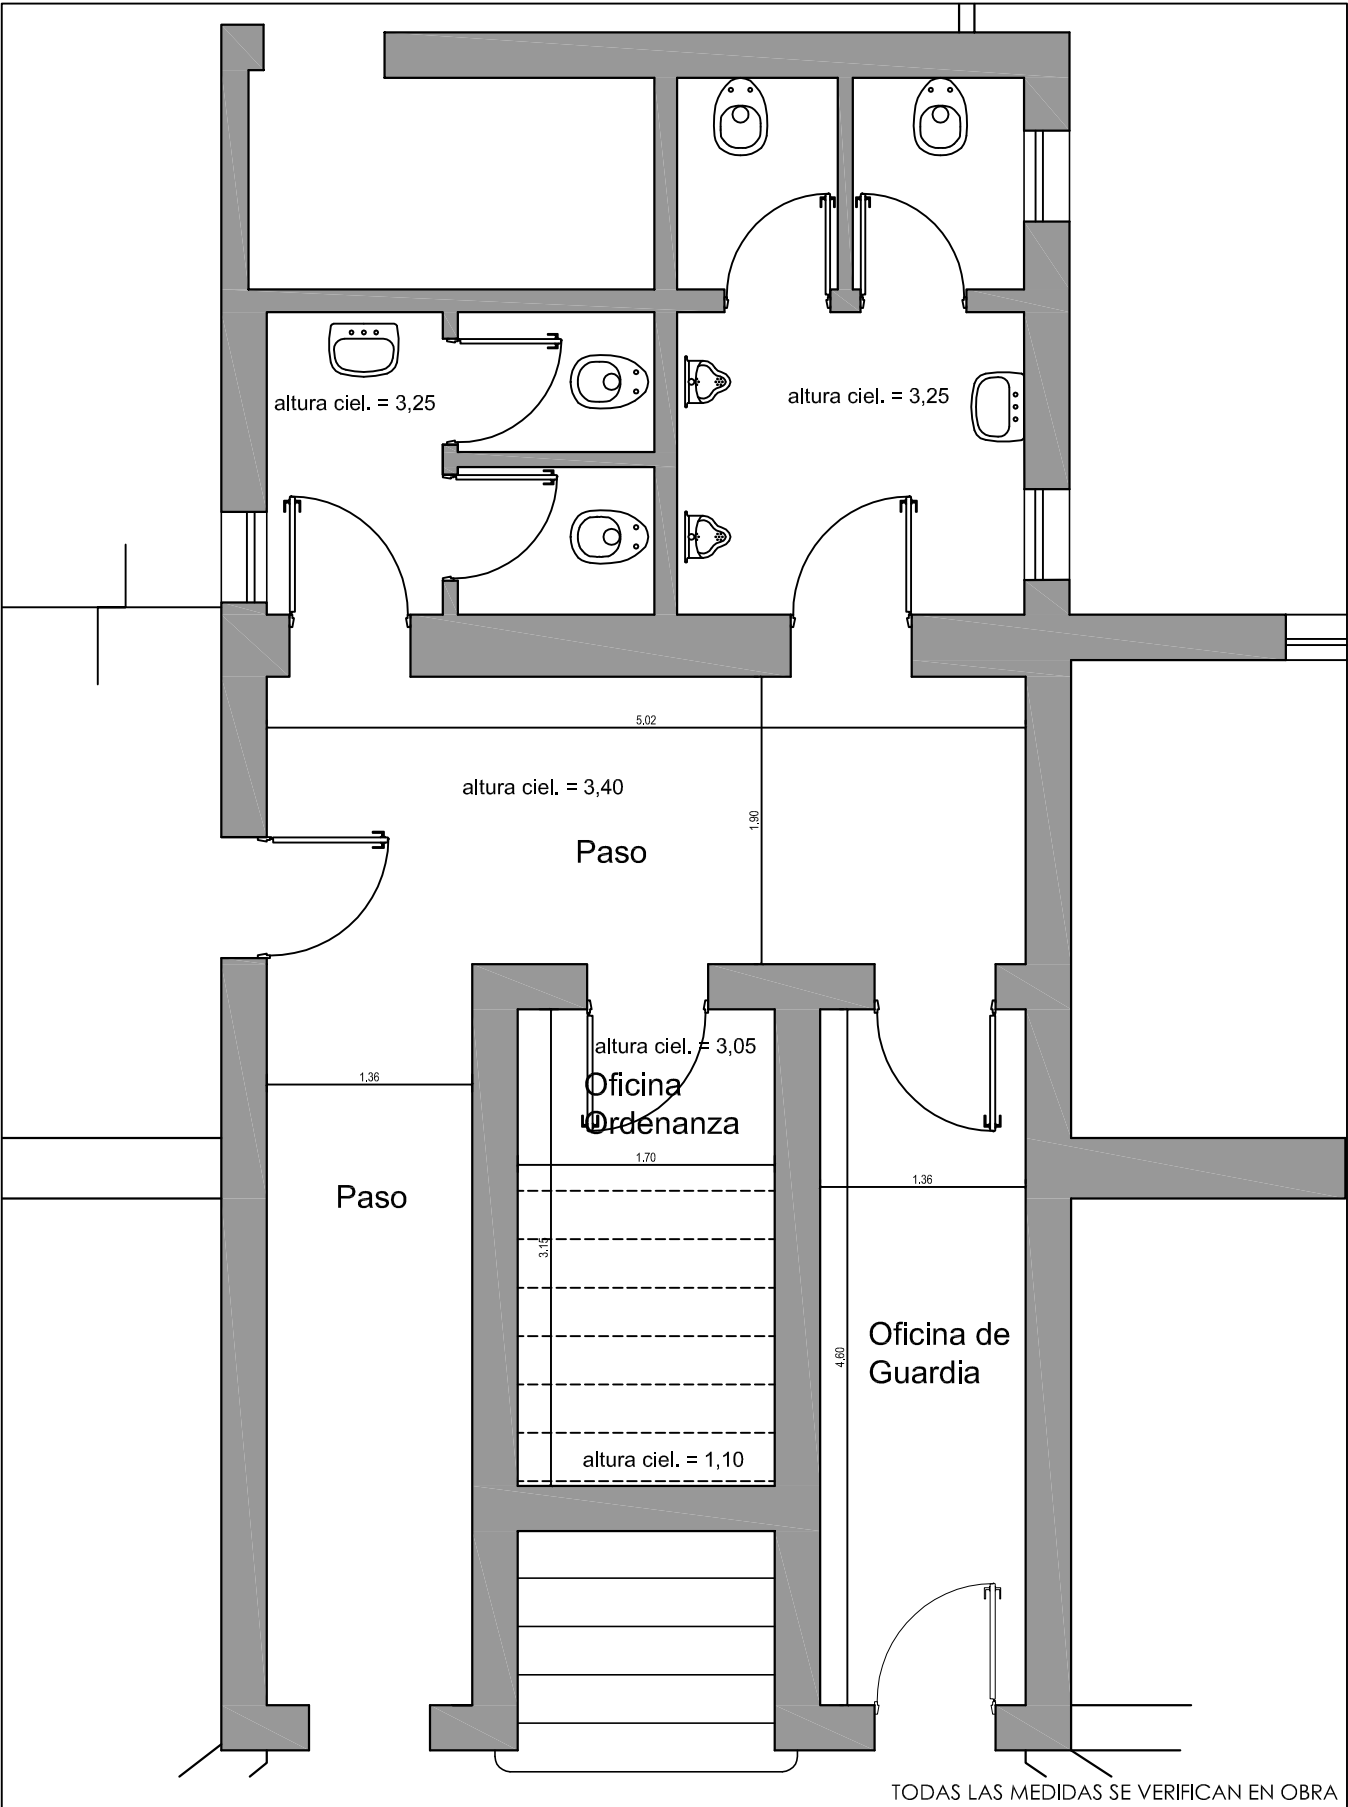 altura ciel. = 3,25
altura ciel. = 3,25
5.02
altura ciel. = 3,40
1.90
Paso
altura ciel. = 3,05
Oficina
Ordenanza
1.36
1.70
1.36
Paso
3.15
Oficina de
Guardia
4.60
altura ciel. = 1,10
TODAS LAS MEDIDAS SE VERIFICAN EN OBRA